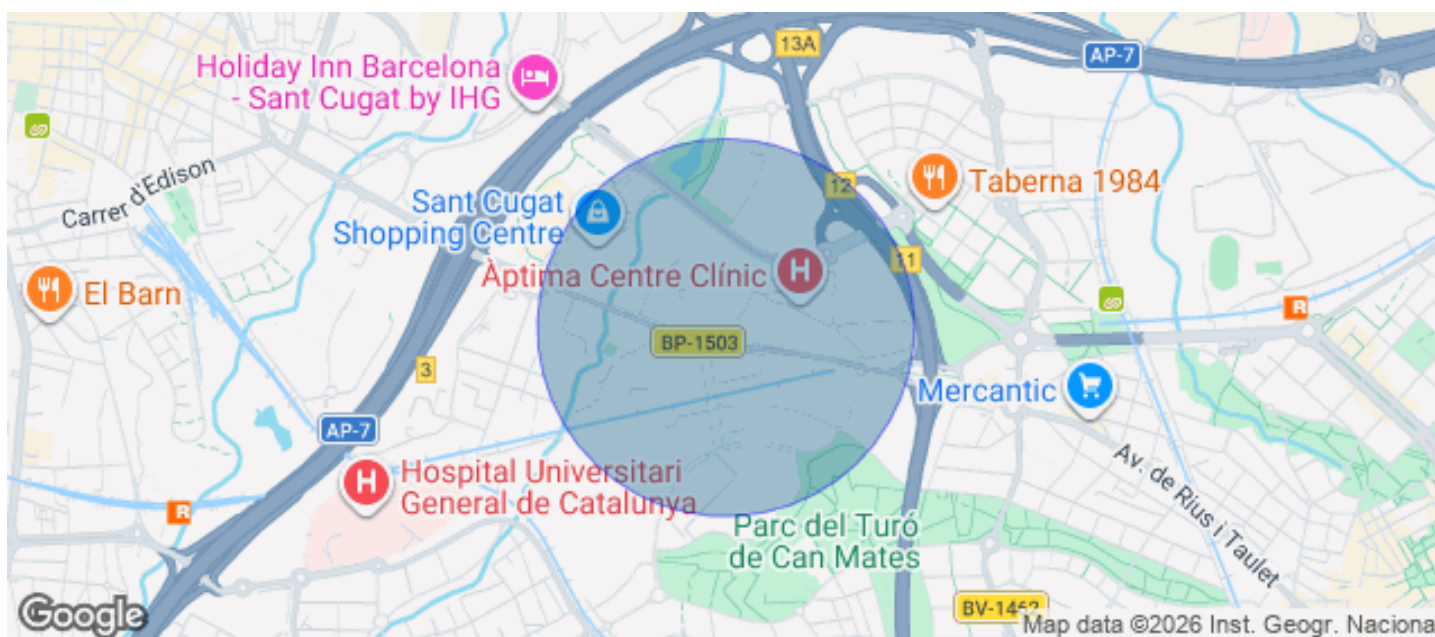 13A
AP-7
Holiday Inn Barcelona
- Sant Cugat by IHG
Carrer d'Edison
12
Taberna 1984
Sant Cugat
Shopping Centre
11
Àptima Centre Clínic
H
El Barn
R
BP-1503
3
Mercantic
AP-7
H
Hospital Universitari
General de Catalunya
R
Av. de Rius i Taulet
Parc del Turó
de Can Mates
BV-1462
Google
Map data ©2026 Inst. Geogr. Naciona